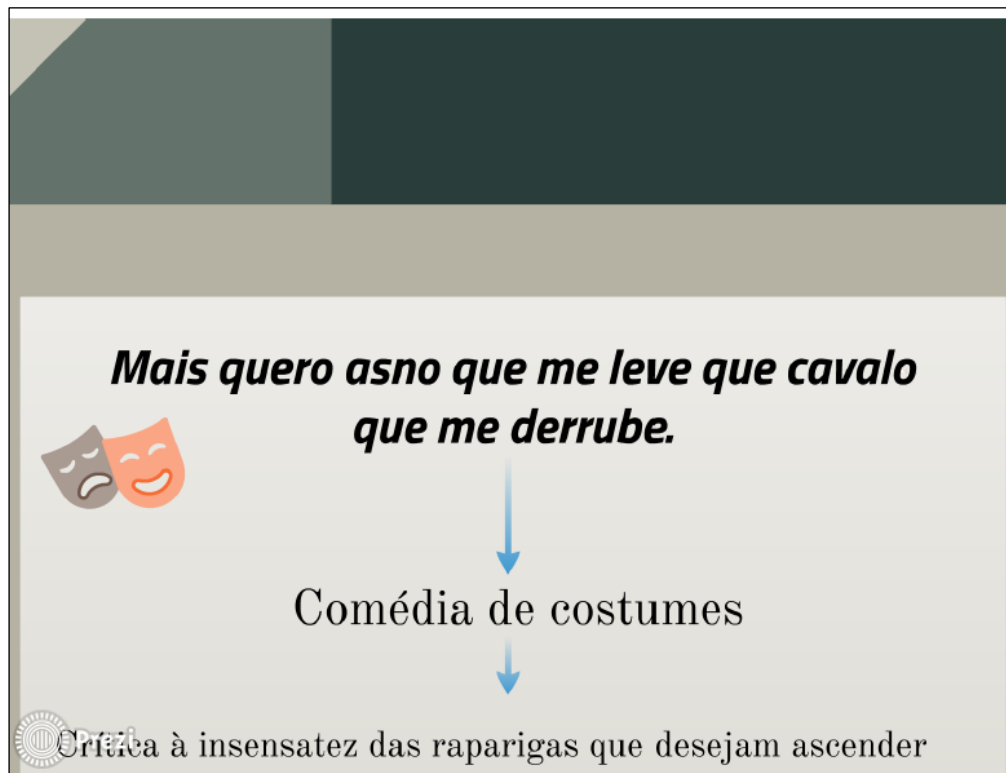 Mais quero asno que me leve que cavalo
que me derrube.
Comédia de costumes
Crítica à insensatez das raparigas que desejam ascender
Prezi